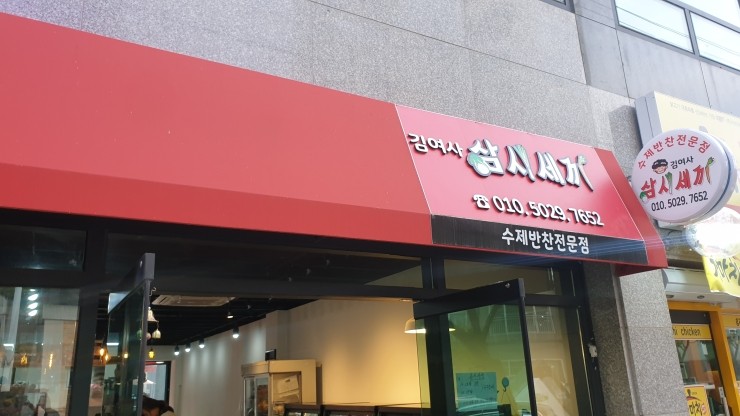 김여사 삼시세끼
☎ 010.5029.7652
수제반찬전문점
수제반찬전문점
김여사
삼시세끼
010.5029.7652
chicken